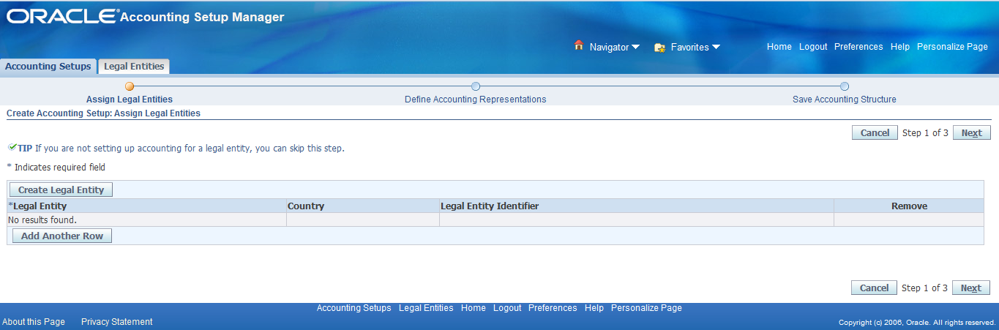 ORACLE® Accounting Setup Manager
Navigator Favorites Home Logout Preferences Help Personalize Page
Accounting Setups Legal Entities
Assign Legal Entities Define Accounting Representations Save Accounting Structure
Create Accounting Setup: Assign Legal Entities
Cancel Step 1 of 3 Next
TIP If you are not setting up accounting for a legal entity, you can skip this step.
* Indicates required field
Create Legal Entity
*Legal Entity Country Legal Entity Identifier Remove
No results found.
Add Another Row
Cancel Step 1 of 3 Next
Accounting Setups Legal Entities Home Logout Preferences Help Personalize Page
About this Page Privacy Statement Copyright (c) 2006, Oracle. All rights reserved.